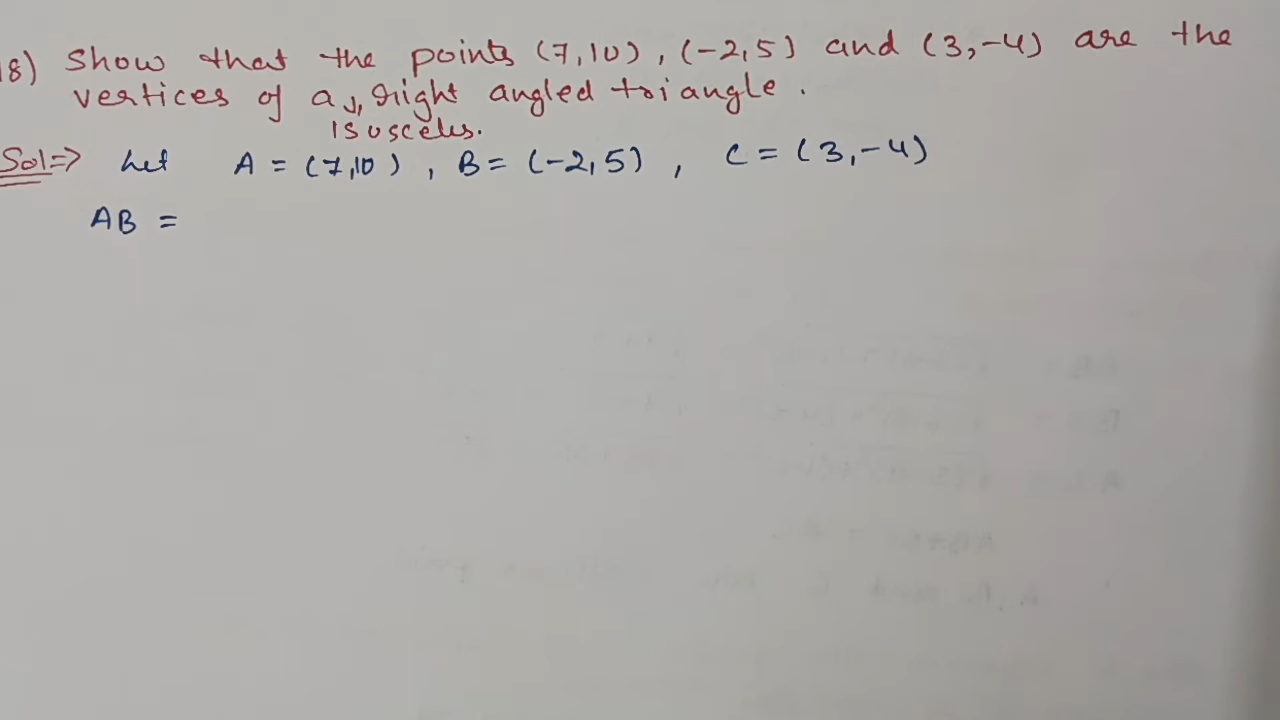 18) Show that the points (7,10), (-2,5) and (3,-4) are the
vertices of a, right angled triangle.
isosceles.
Sol=> Let A = (7,10), B = (-2,5), C = (3,-4)
AB =